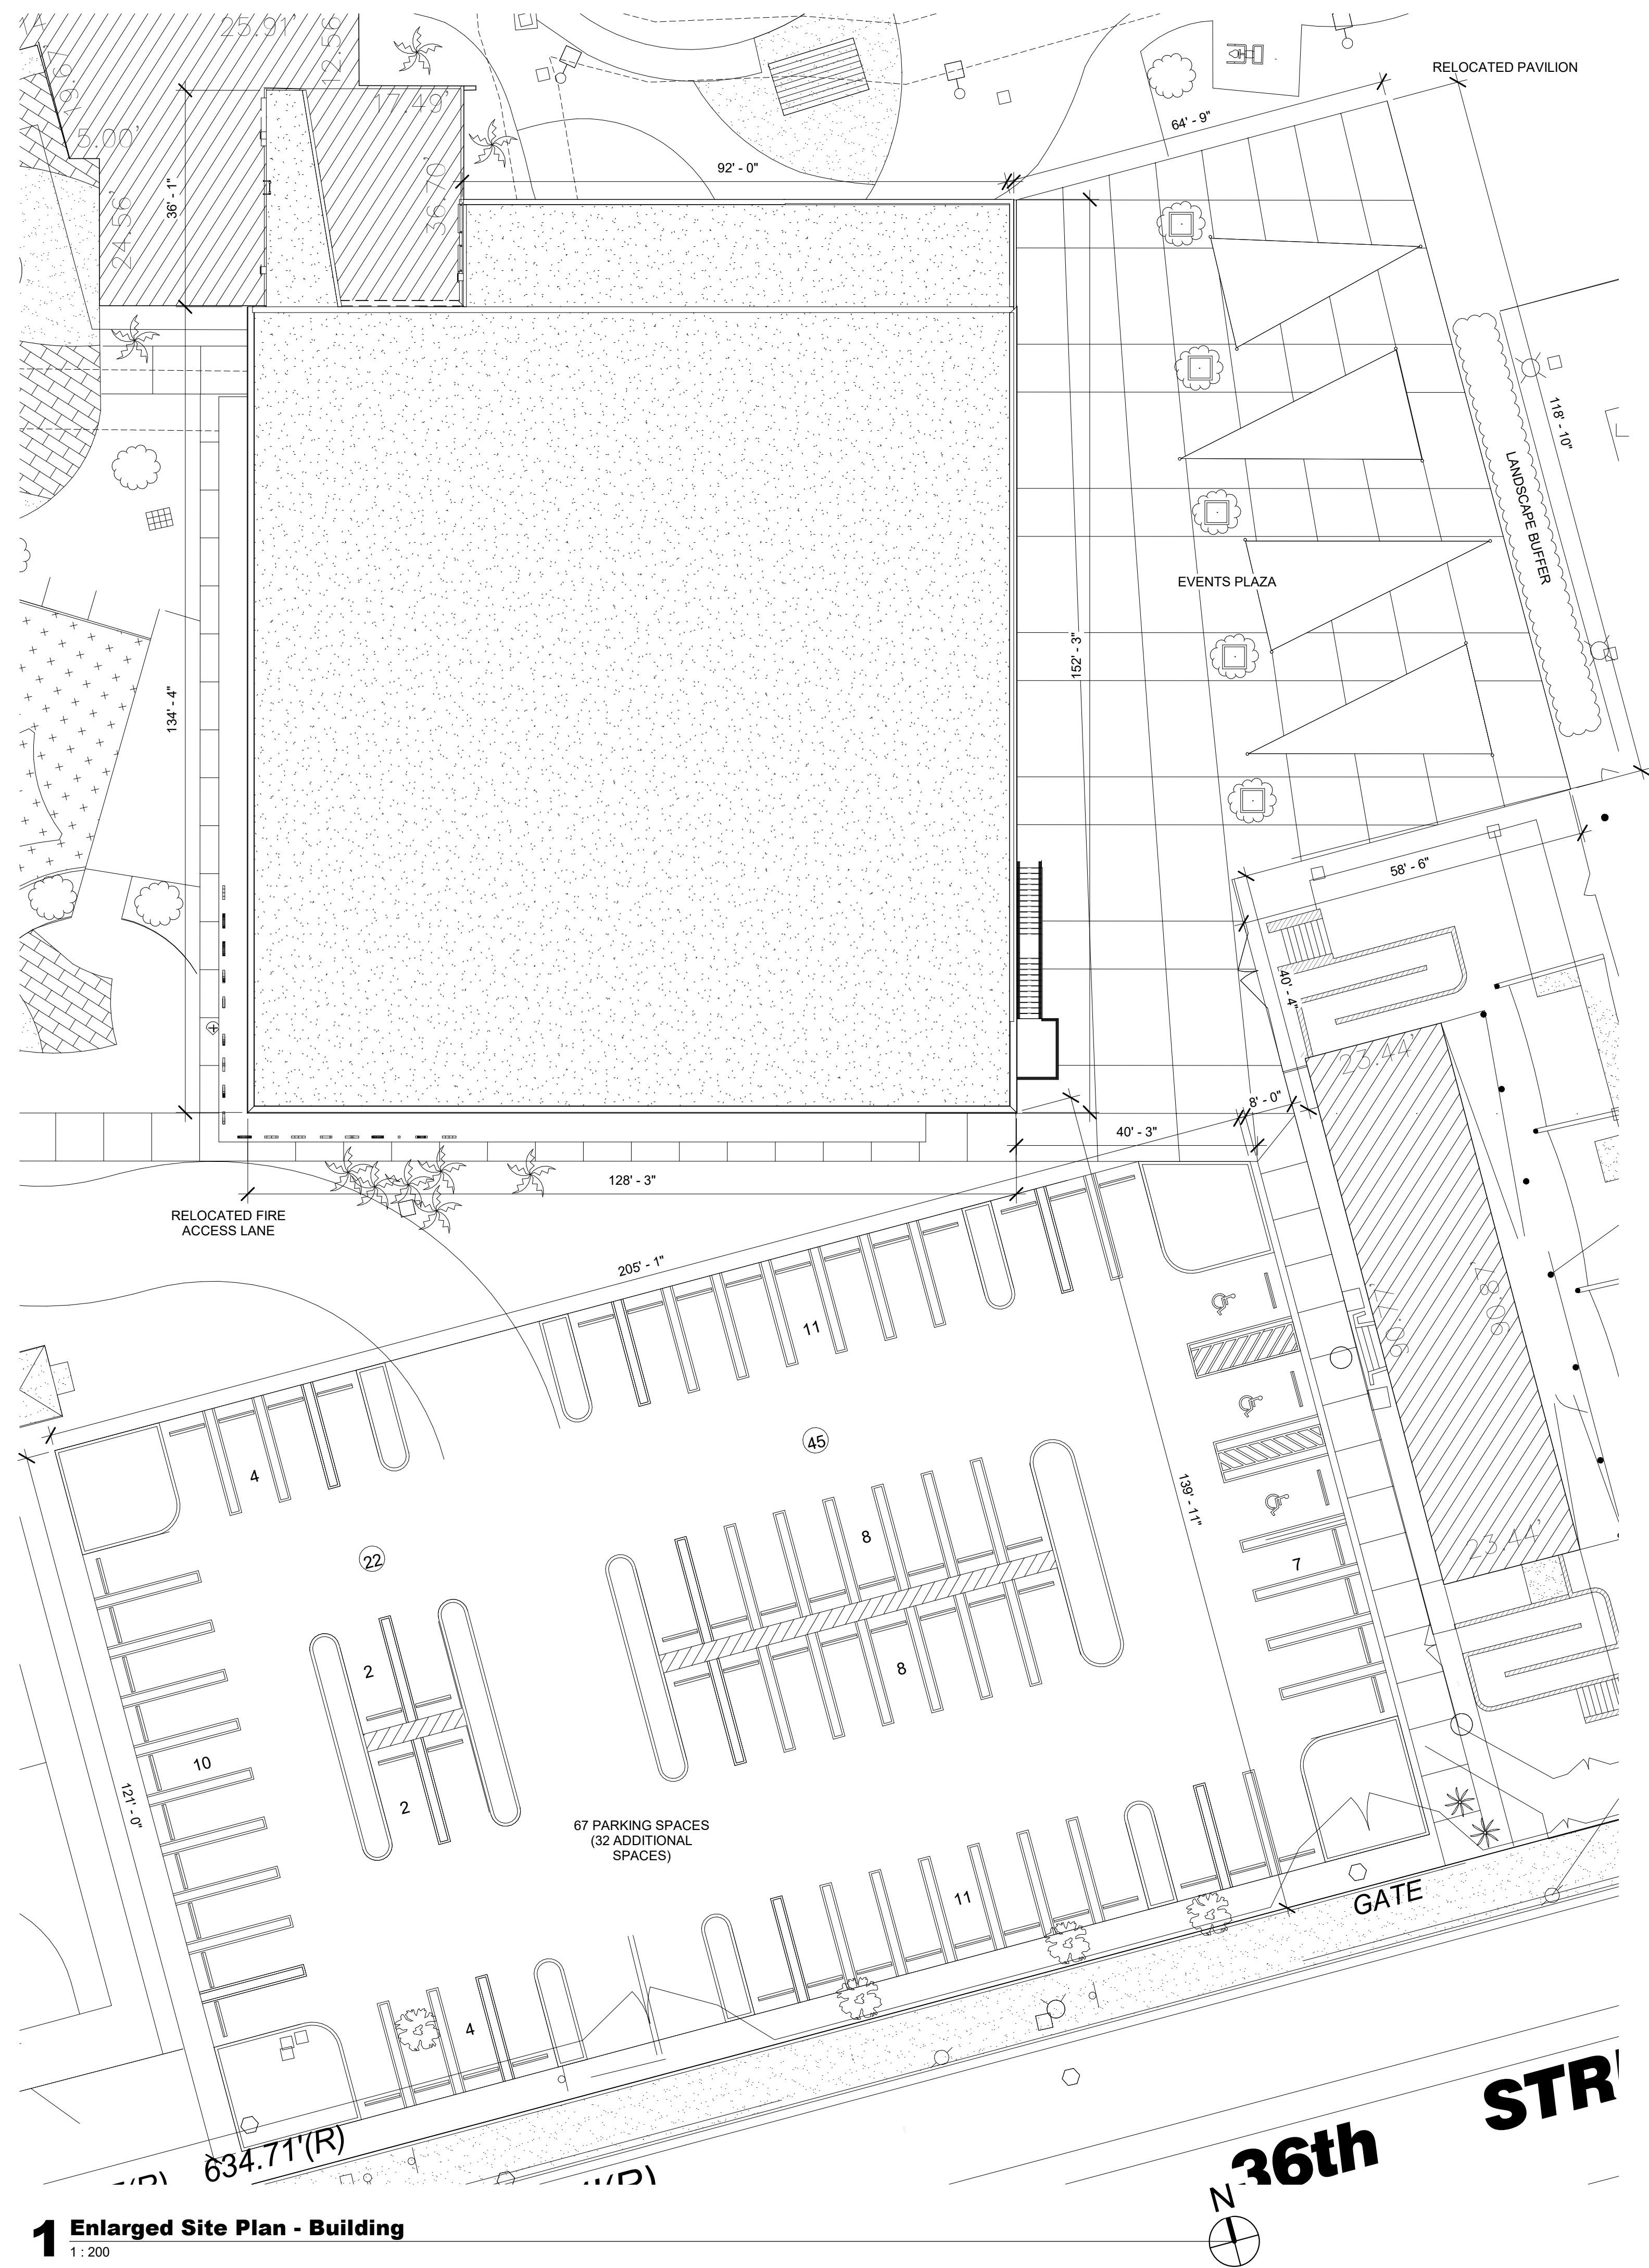 25.91'
12.56
RELOCATED PAVILION
17.49'
64' - 9"
5.00'
92' - 0"
36' - 1"
36.10'
24.56'
118' - 10"
LANDSCAPE BUFFER
EVENTS PLAZA
152' - 3"
134' - 4"
58' - 6"
40' - 4"
23.44'
8' - 0"
40' - 3"
128' - 3"
RELOCATED FIRE
ACCESS LANE
205' - 1"
11
4
45
139' - 11"
22
8
7
23.44'
2
8
10
2
121' - 0"
67 PARKING SPACES
(32 ADDITIONAL
SPACES)
11
GATE
4
634.71'(R)
STR
36th
N
1 Enlarged Site Plan - Building
1 : 200